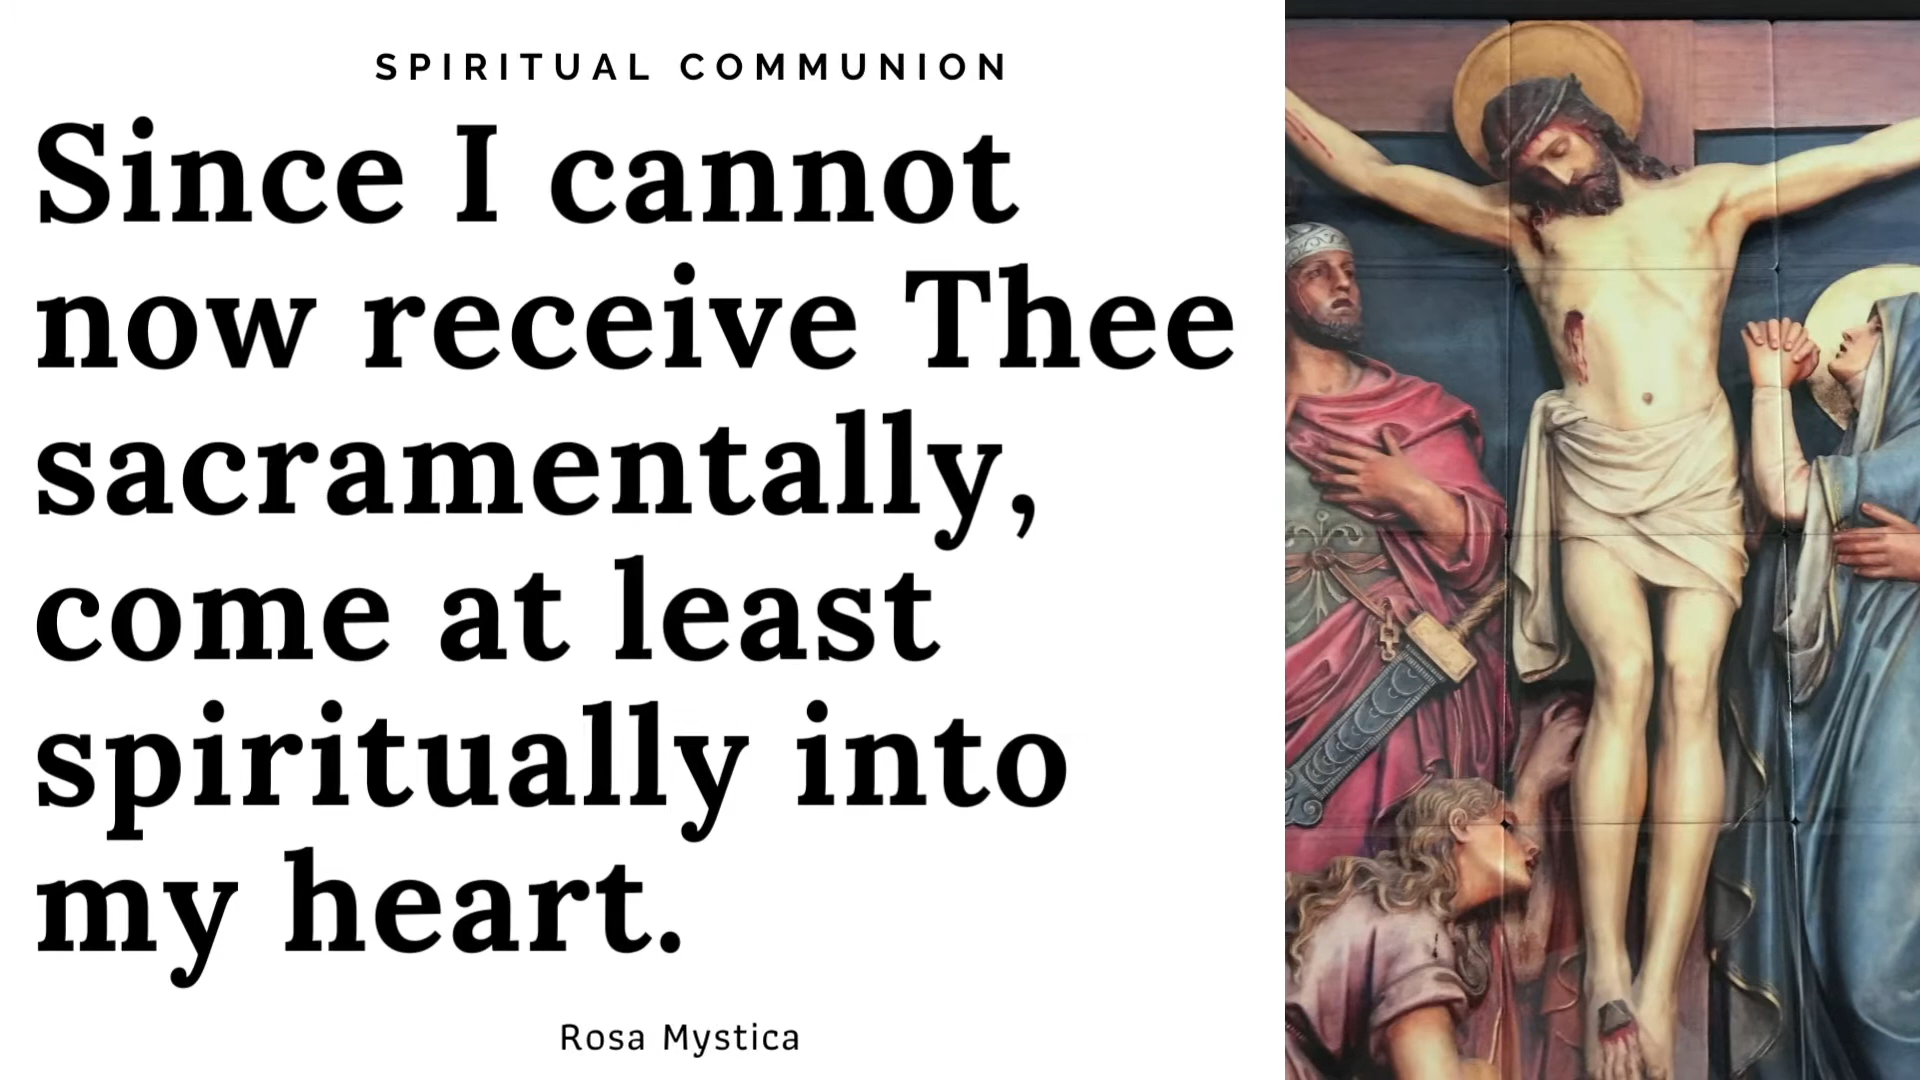 SPIRITUAL COMMUNION
Since I cannot
now receive Thee
sacramentally,
come at least
spiritually into
my heart.
Rosa Mystica